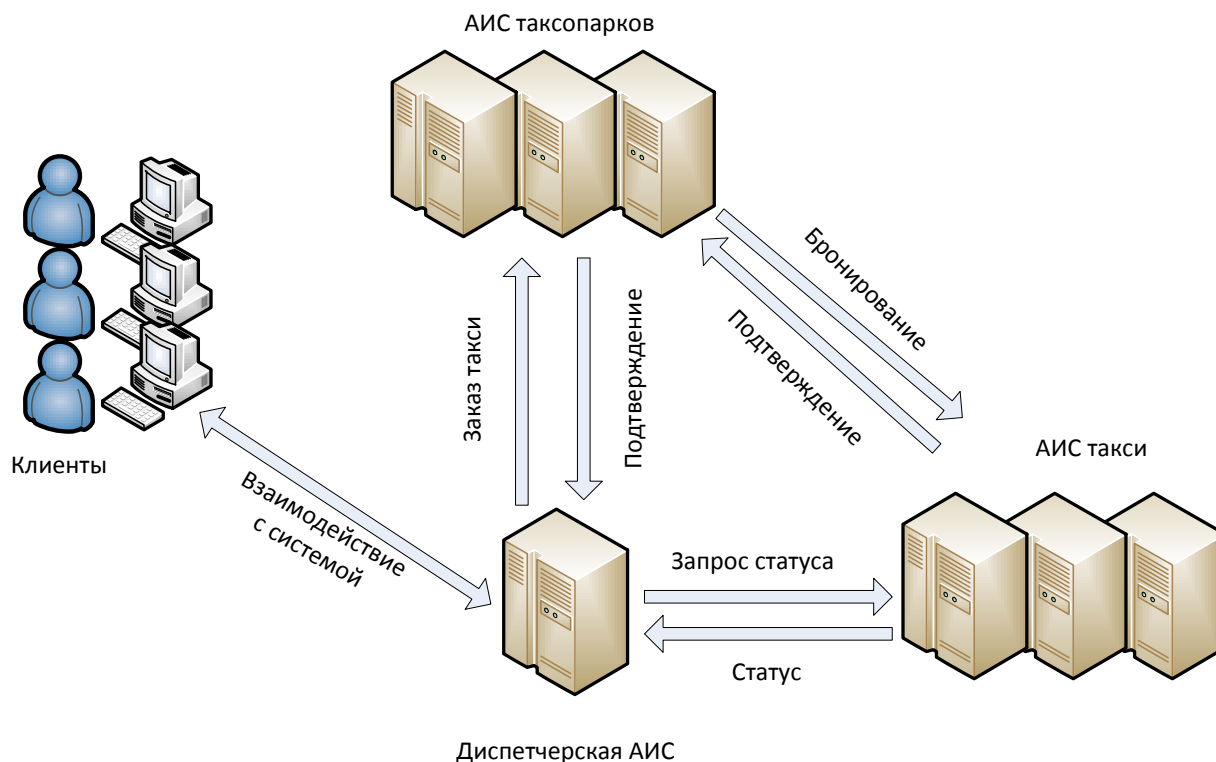 АИС таксопарков
Бронирование
Подтверждение
Заказ такси
Подтверждение
Клиенты
АИС такси
Взаимодействие
с системой
Запрос статуса
Статус
Диспетчерская АИС